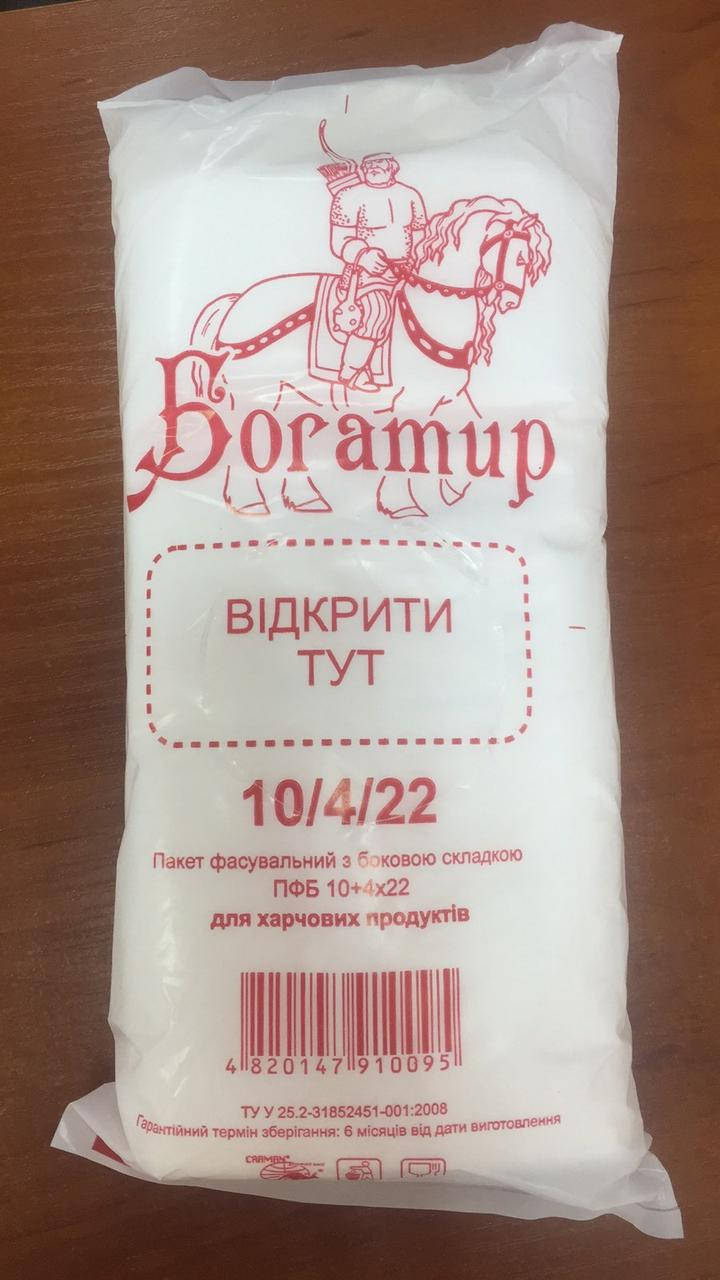 Богатир
ВІДКРИТИ
ТУТ
10/4/22
Пакет фасувальний з боковою складкою
ПФБ 10+4х22
для харчових продуктів
4 820147 910095
ТУ У 25.2-31852451-001:2008
Гарантійний термін зберігання: 6 місяців від дати виготовлення
CRAMAN